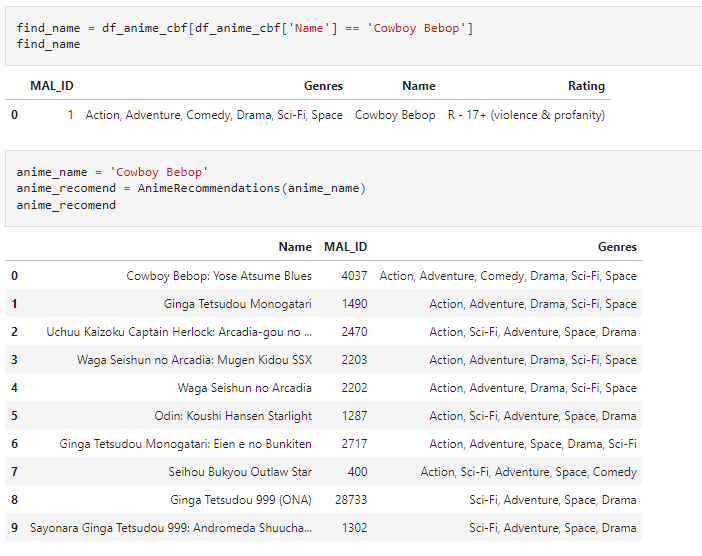 find_name = df_anime_cbf[df_anime_cbf['Name'] == 'Cowboy Bebop']
find_name
MAL_ID Genres Name Rating
0 1 Action, Adventure, Comedy, Drama, Sci-Fi, Space Cowboy Bebop R - 17+ (violence & profanity)
anime_name = 'Cowboy Bebop'
anime_recomend = AnimeRecommendations(anime_name)
anime_recomend
Name MAL_ID Genres
0 Cowboy Bebop: Yose Atsume Blues 4037 Action, Adventure, Comedy, Drama, Sci-Fi, Space
1 Ginga Tetsudou Monogatari 1490 Action, Adventure, Drama, Sci-Fi, Space
2 Uchuu Kaizoku Captain Herlock: Arcadia-gou no ... 2470 Action, Sci-Fi, Adventure, Space, Drama
3 Waga Seishun no Arcadia: Mugen Kidou SSX 2203 Action, Adventure, Drama, Sci-Fi, Space
4 Waga Seishun no Arcadia 2202 Action, Adventure, Drama, Sci-Fi, Space
5 Odin: Koushi Hansen Starlight 1287 Action, Sci-Fi, Adventure, Space, Drama
6 Ginga Tetsudou Monogatari: Eien e no Bunkiten 2717 Action, Adventure, Space, Drama, Sci-Fi
7 Seihou Bukyou Outlaw Star 400 Action, Sci-Fi, Adventure, Space, Comedy
8 Ginga Tetsudou 999 (ONA) 28733 Sci-Fi, Adventure, Space, Drama
9 Sayonara Ginga Tetsudou 999: Andromeda Shuucha... 1302 Sci-Fi, Adventure, Space, Drama